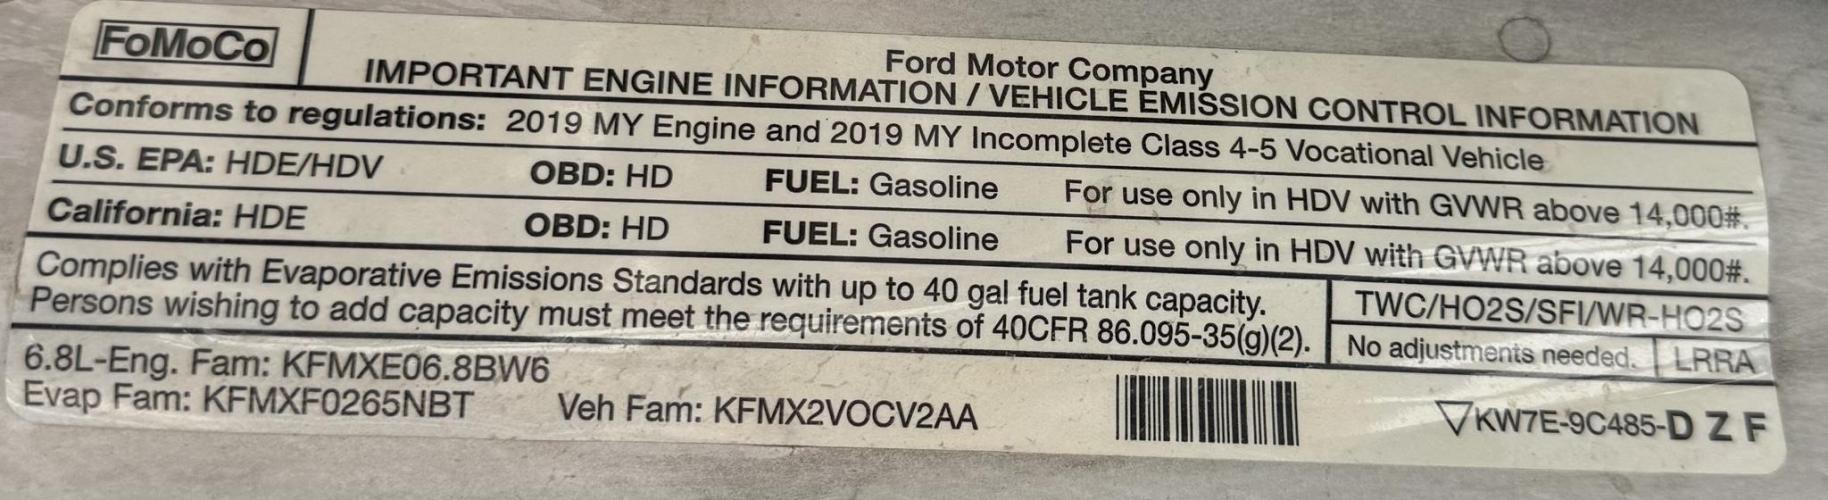 FoMoCo
Ford Motor Company
IMPORTANT ENGINE INFORMATION / VEHICLE EMISSION CONTROL INFORMATION
Conforms to regulations: 2019 MY Engine and 2019 MY Incomplete Class 4-5 Vocational Vehicle
U.S. EPA: HDE/HDV OBD: HD FUEL: Gasoline For use only in HDV with GVWR above 14,000#.
California: HDE OBD: HD FUEL: Gasoline For use only in HDV with GVWR above 14,000#.
Complies with Evaporative Emissions Standards with up to 40 gal fuel tank capacity.
Persons wishing to add capacity must meet the requirements of 40CFR 86.095-35(g)(2).
TWC/HO2S/SFI/WR-HO2S
No adjustments needed. LRRA
6.8L-Eng. Fam: KFMXE06.8BW6
Evap Fam: KFMXF0265NBT Veh Fam: KFMX2VOCV2AA
▽KW7E-9C485-D Z F